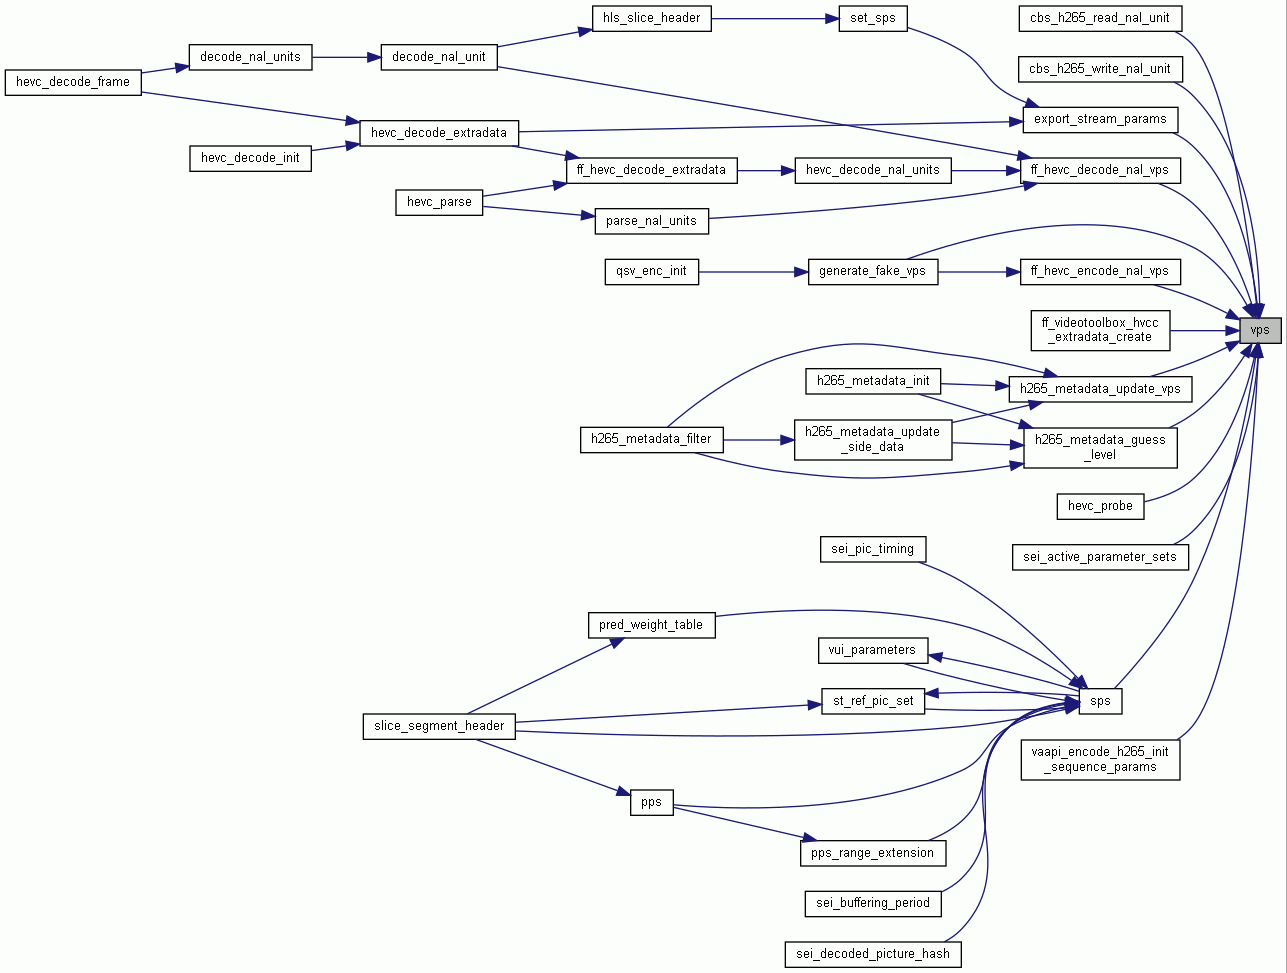 hls_slice_header
set_sps
cbs_h265_read_nal_unit
decode_nal_units
decode_nal_unit
cbs_h265_write_nal_unit
hevc_decode_frame
export_stream_params
hevc_decode_extradata
hevc_decode_init
ff_hevc_decode_extradata
hevc_decode_nal_units
ff_hevc_decode_nal_vps
hevc_parse
parse_nal_units
qsv_enc_init
generate_fake_vps
ff_hevc_encode_nal_vps
ff_videotoolbox_hvcc
_extradata_create
vps
h265_metadata_init
h265_metadata_update_vps
h265_metadata_filter
h265_metadata_update
_side_data
h265_metadata_guess
_level
hevc_probe
sei_pic_timing
sei_active_parameter_sets
pred_weight_table
vui_parameters
st_ref_pic_set
sps
slice_segment_header
vaapi_encode_h265_init
_sequence_params
pps
pps_range_extension
sei_buffering_period
sei_decoded_picture_hash